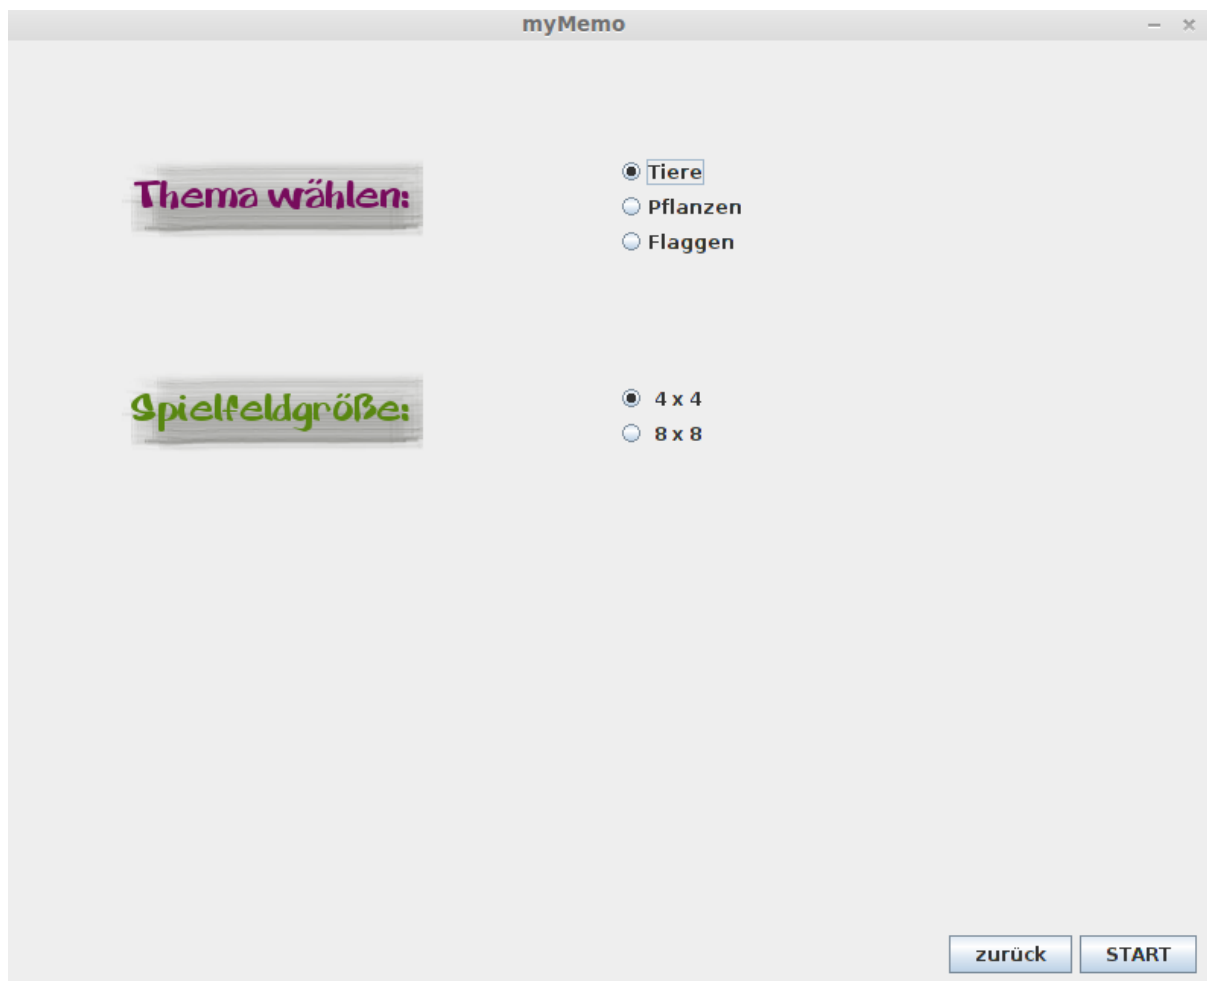 myMemo
Thema wählen:
Tiere
Pflanzen
Flaggen
Spielfeldgröße:
4 x 4
8 x 8
zurück
START